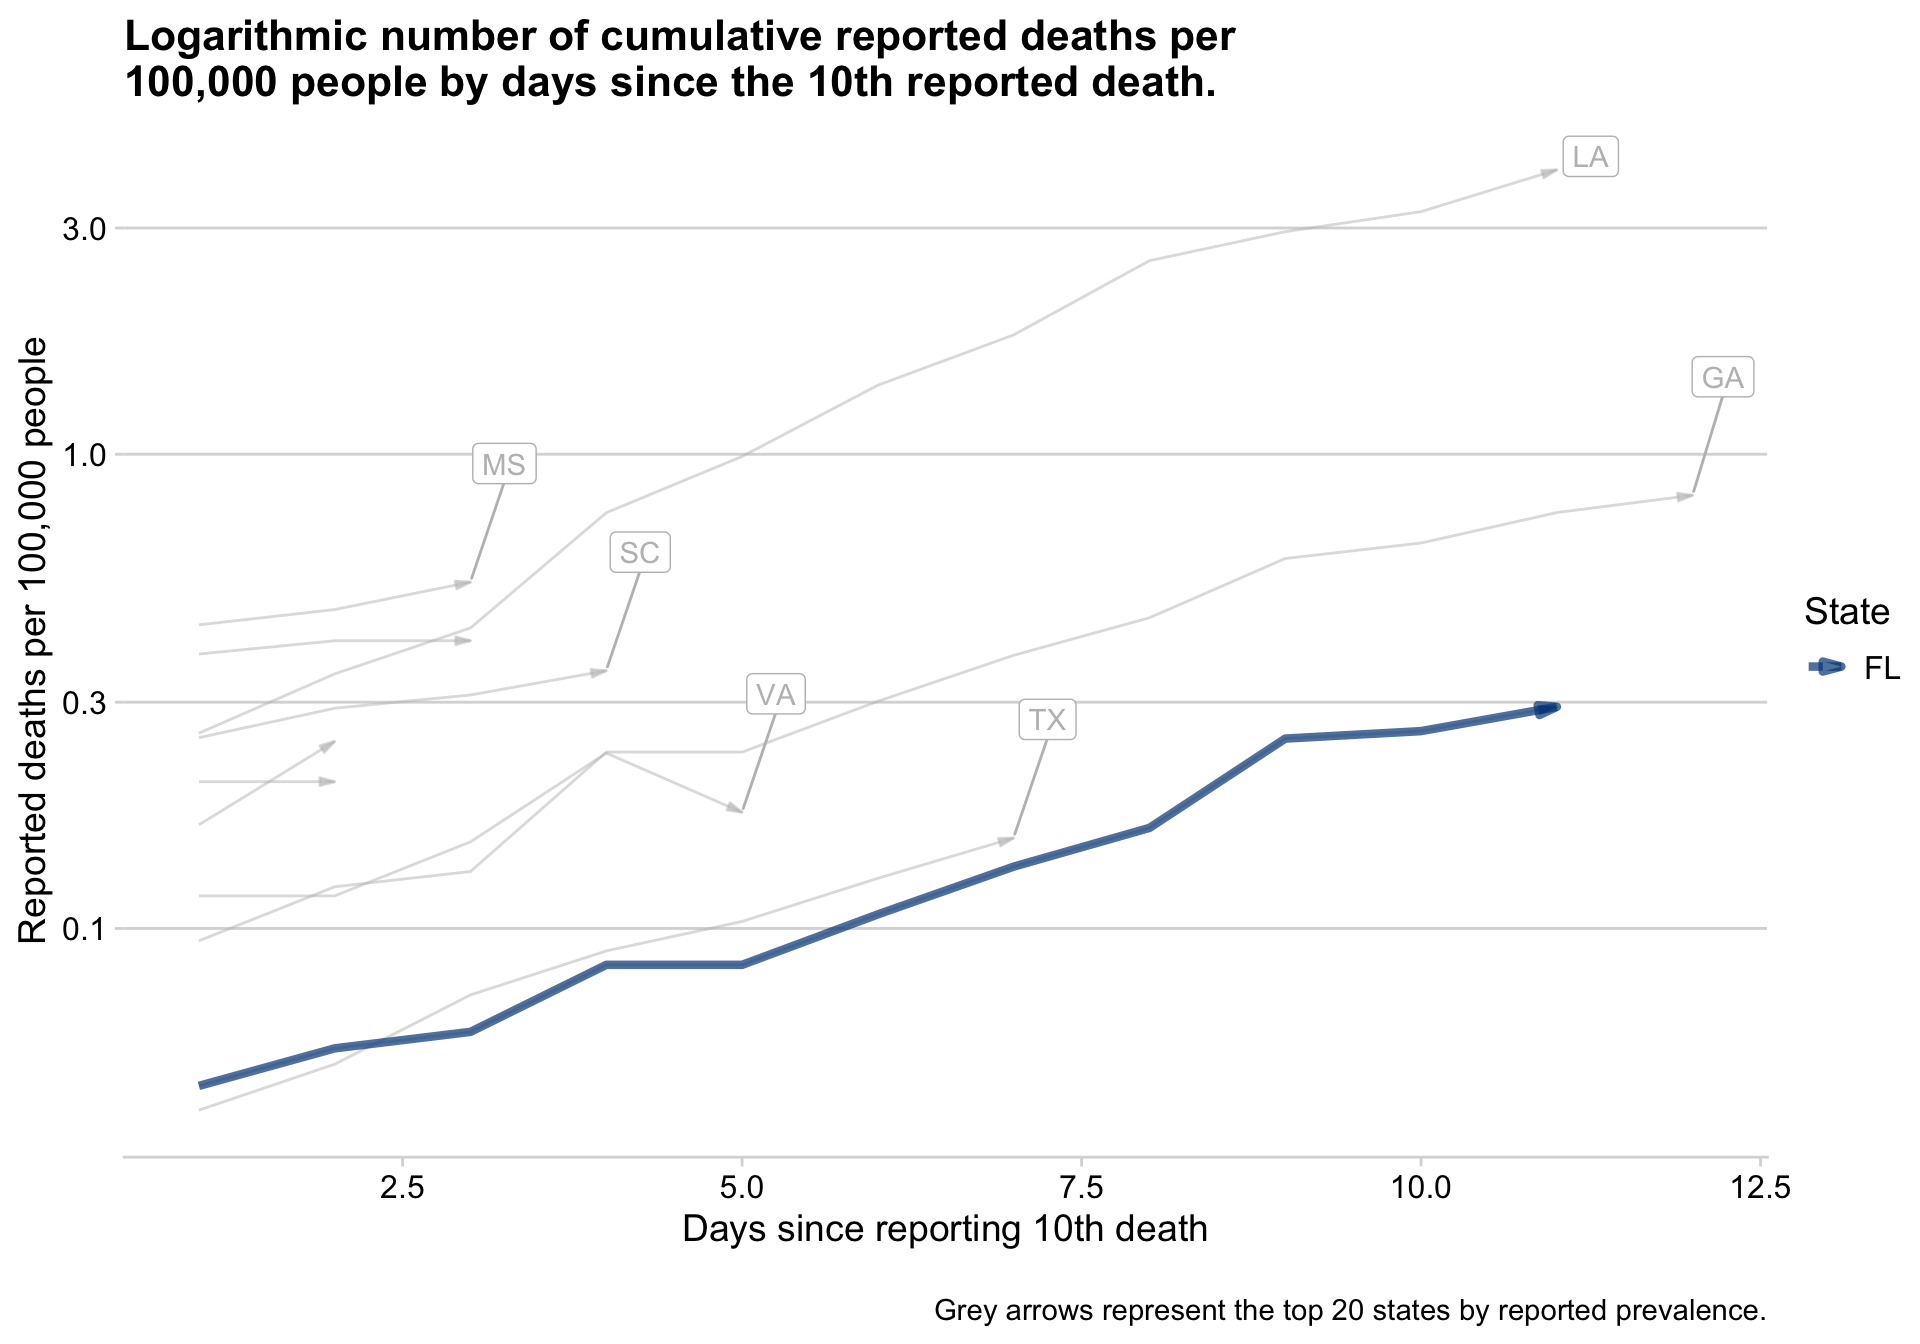 Logarithmic number of cumulative reported deaths per
100,000 people by days since the 10th reported death.
LA
3.0
GA
1.0
MS
SC
0.3
VA
TX
0.1
Reported deaths per 100,000 people
State
FL
2.5
5.0
7.5
10.0
12.5
Days since reporting 10th death
Grey arrows represent the top 20 states by reported prevalence.